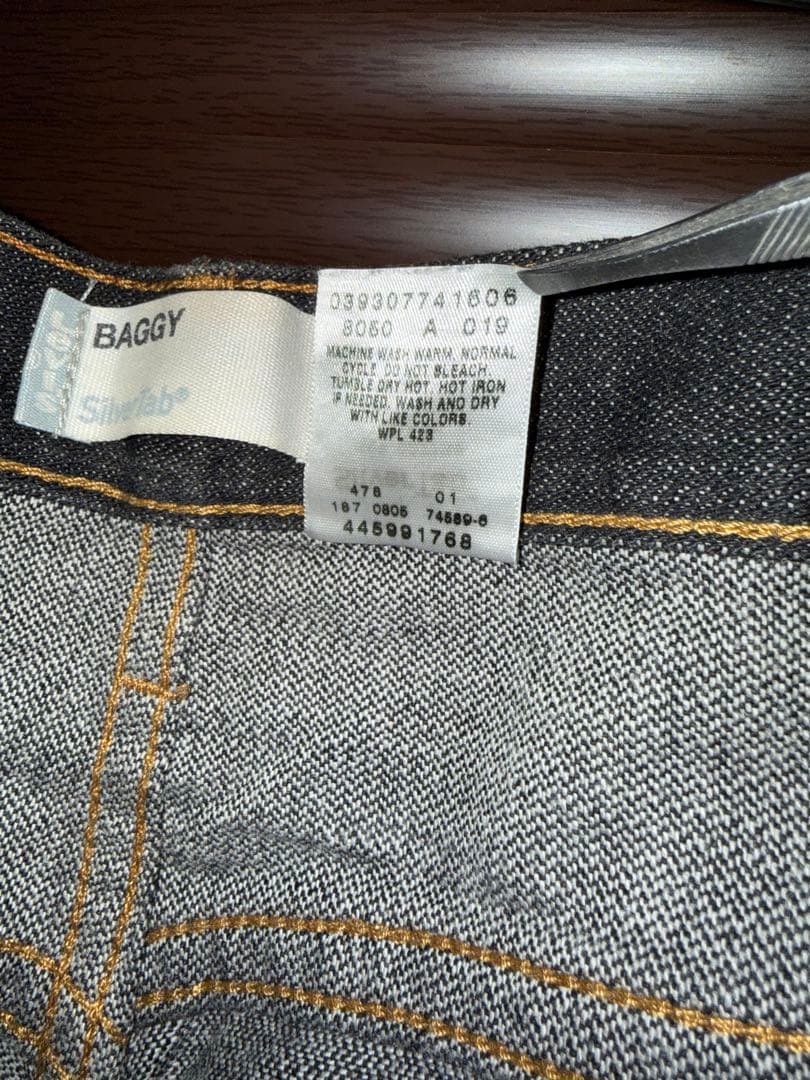 BAGGY
SilverTab®
039307741606
8050 A 019
MACHINE WASH WARM, NORMAL
CYCLE. DO NOT BLEACH.
TUMBLE DRY HOT. HOT IRON
IF NEEDED. WASH AND DRY
WITH LIKE COLORS.
WPL 423
478 01
187 0805 74589-6
445991768